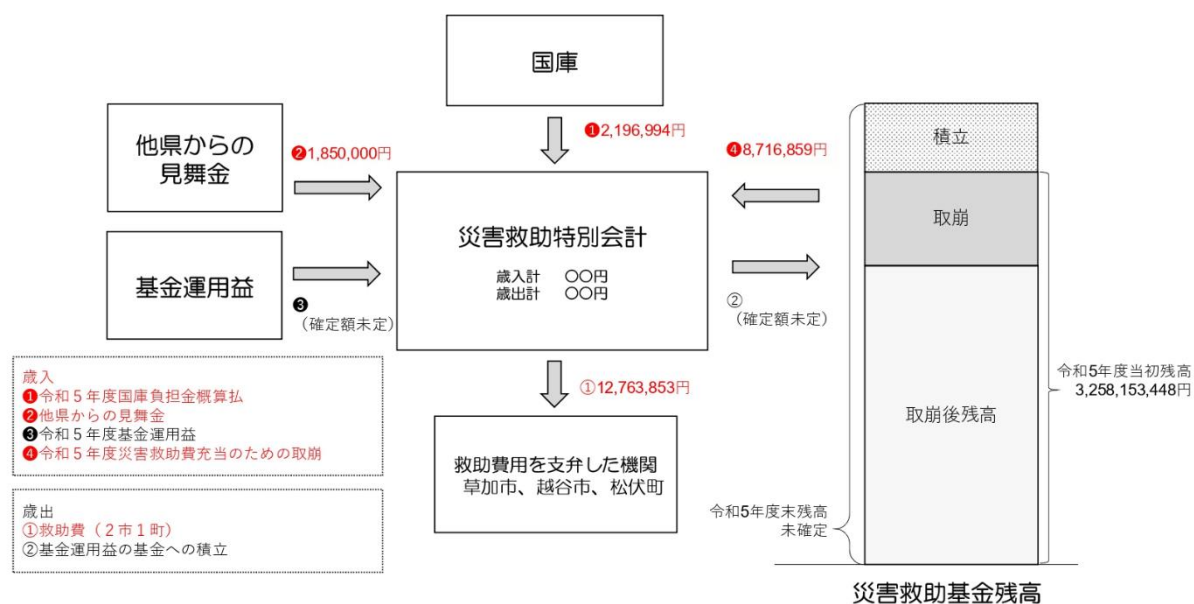 国庫
❶2,196,994円
他県からの
見舞金
❷1,850,000円
❹8,716,859円
積立
取崩
災害救助特別会計
歳入計　〇〇円
歳出計　〇〇円
基金運用益
❸
（確定額未定）
②
（確定額未定）
歳入
❶令和５年度国庫負担金概算払
❷他県からの見舞金
❸令和５年度基金運用益
❹令和５年度災害救助費充当のための取崩
①12,763,853円
令和5年度当初残高
3,258,153,448円
取崩後残高
救助費用を支弁した機関
草加市、越谷市、松伏町
歳出
①救助費（２市１町）
②基金運用益の基金への積立
令和5年度末残高
未確定
災害救助基金残高